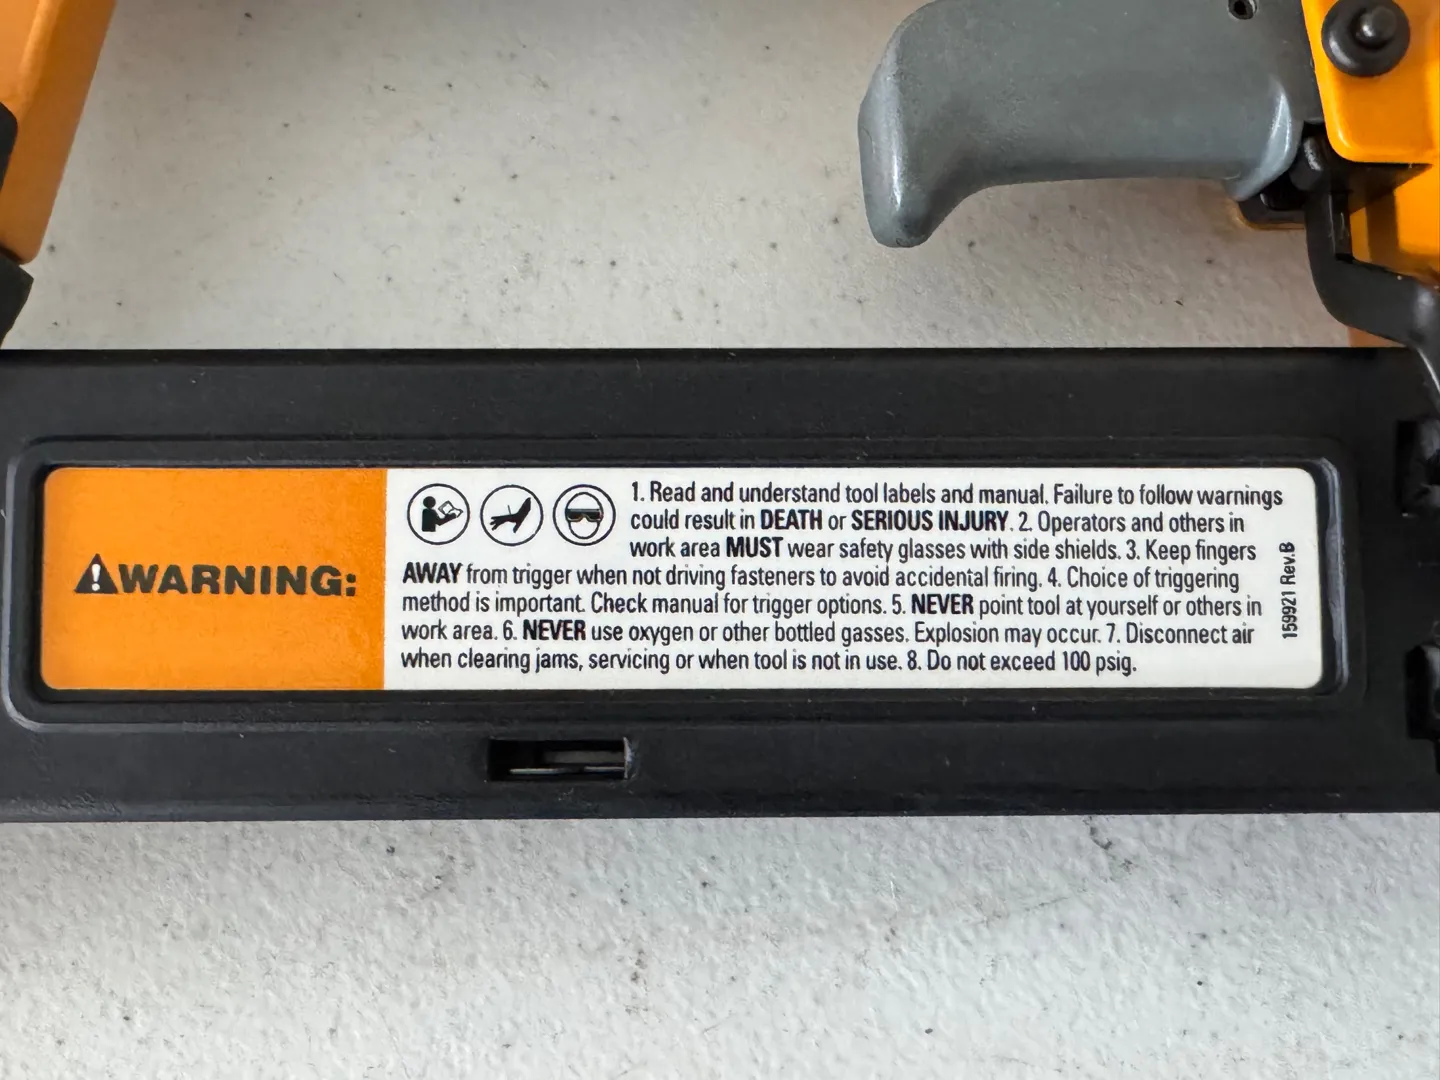 WARNING:
1. Read and understand tool labels and manual. Failure to follow warnings
could result in DEATH or SERIOUS INJURY. 2. Operators and others in
work area MUST wear safety glasses with side shields. 3. Keep fingers
AWAY from trigger when not driving fasteners to avoid accidental firing. 4. Choice of triggering
method is important. Check manual for trigger options. 5. NEVER point tool at yourself or others in
work area. 6. NEVER use oxygen or other bottled gasses. Explosion may occur. 7. Disconnect air
when clearing jams, servicing or when tool is not in use. 8. Do not exceed 100 psig.
159921 Rev.B